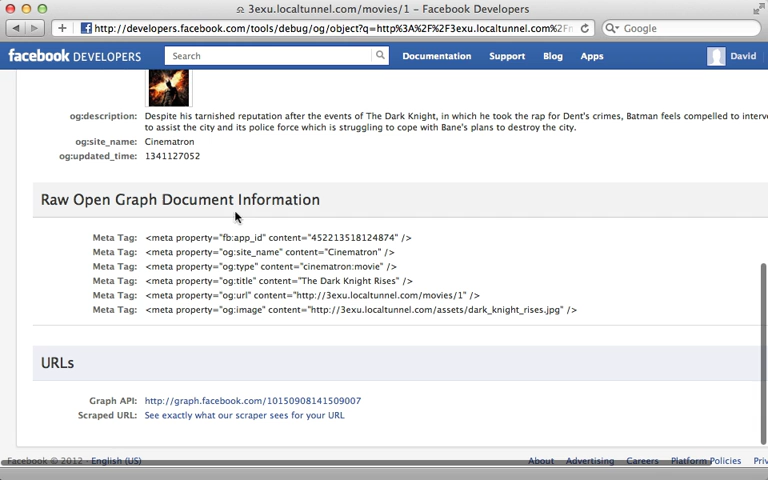 3exu.localtunnel.com/movies/1 – Facebook Developers
http://developers.facebook.com/tools/debug/og/object?q=http%3A%2F%2F3exu.localtunnel.com%2F
Google
facebook DEVELOPERS
Search
Documentation
Support
Blog
Apps
David
og:description: Despite his tarnished reputation after the events of The Dark Knight, in which he took the rap for Dent's crimes, Batman feels compelled to interv
to assist the city and its police force which is struggling to cope with Bane's plans to destroy the city.
og:site_name: Cinematron
og:updated_time: 1341127052
Raw Open Graph Document Information
Meta Tag: <meta property="fb:app_id" content="452213518124874" />
Meta Tag: <meta property="og:site_name" content="Cinematron" />
Meta Tag: <meta property="og:type" content="cinematron:movie" />
Meta Tag: <meta property="og:title" content="The Dark Knight Rises" />
Meta Tag: <meta property="og:url" content="http://3exu.localtunnel.com/movies/1" />
Meta Tag: <meta property="og:image" content="http://3exu.localtunnel.com/assets/dark_knight_rises.jpg" />
URLs
Graph API: http://graph.facebook.com/10150908141509007
Scraped URL: See exactly what our scraper sees for your URL
Facebook © 2012 · English (US)
About
Advertising
Careers
Platform Policies
Priv